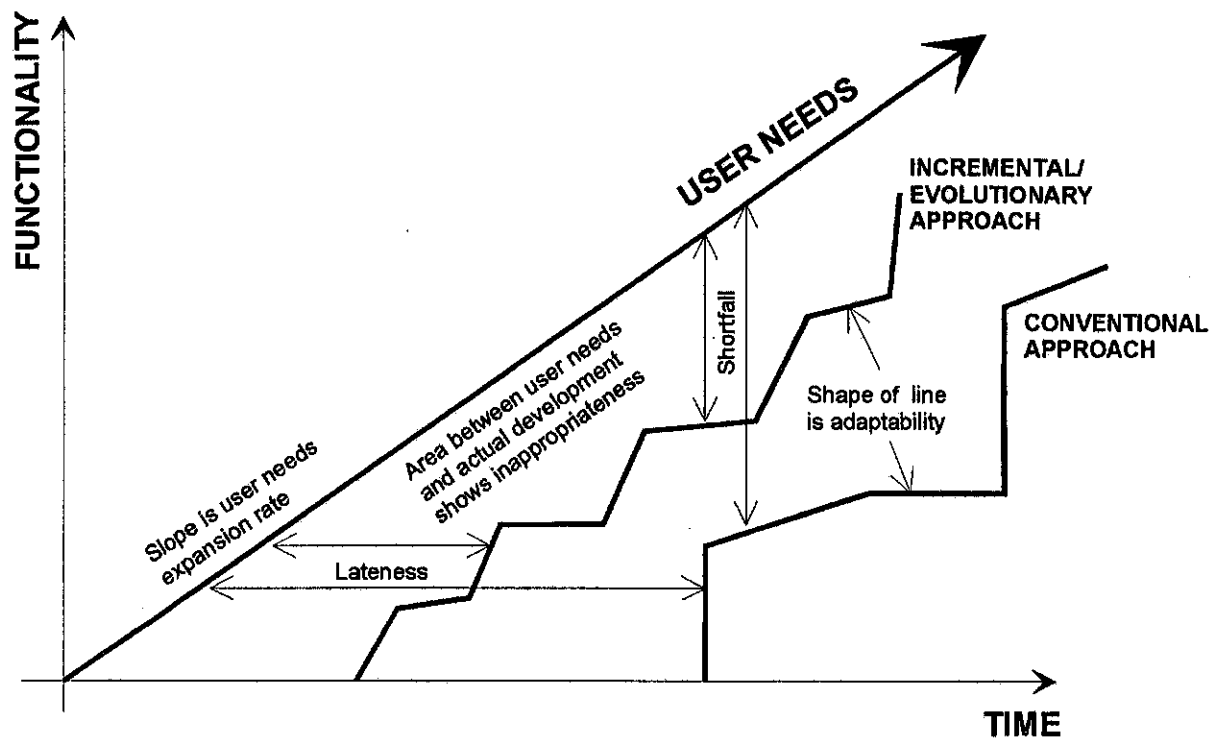 FUNCTIONALITY
USER NEEDS
INCREMENTAL/
EVOLUTIONARY
APPROACH
CONVENTIONAL
APPROACH
Shortfall
Shape of line
is adaptability
Area between user needs
and actual development
shows inappropriateness
Slope is user needs
expansion rate
Lateness
TIME